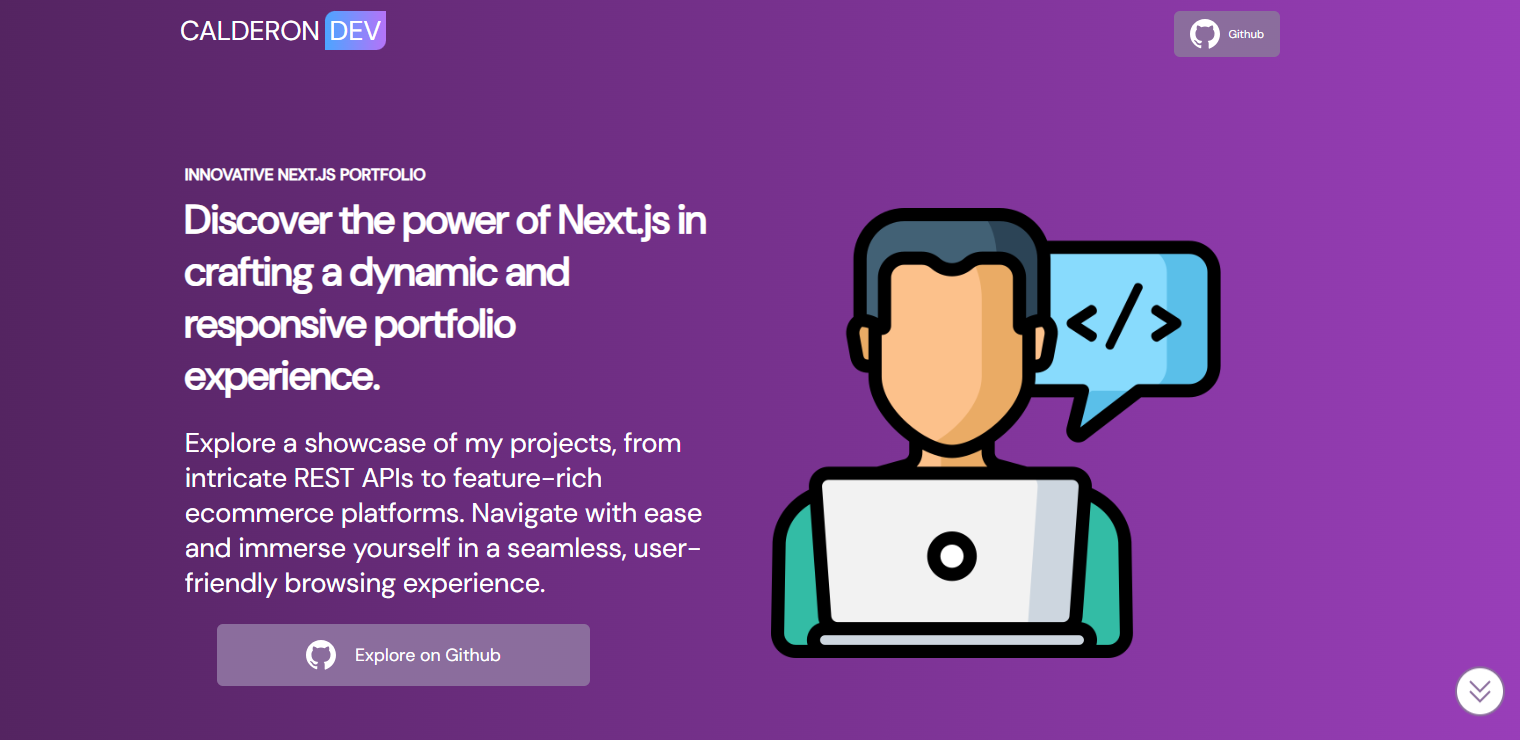 CALDERON DEV
Github
INNOVATIVE NEXT.JS PORTFOLIO
Discover the power of Next.js in
crafting a dynamic and
responsive portfolio
experience.
</>
Explore a showcase of my projects, from
intricate REST APIs to feature-rich
ecommerce platforms. Navigate with ease
and immerse yourself in a seamless, user-
friendly browsing experience.
Explore on Github